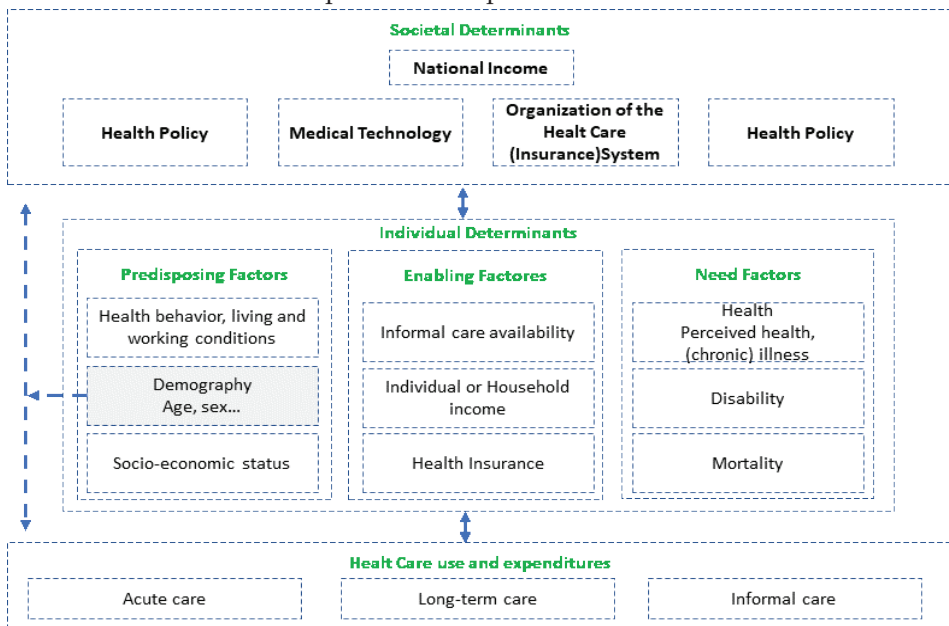 Societal Determinants
National Income
Health Policy
Medical Technology
Organization of the
Healt Care
(Insurance)System
Health Policy
Individual Determinants
Predisposing Factors
Health behavior, living and
working conditions
Demography
Age, sex...
Socio-economic status
Enabling Factores
Informal care availability
Individual or Household
income
Health Insurance
Need Factors
Health
Perceived health,
(chronic) illness
Disability
Mortality
Healt Care use and expenditures
Acute care
Long-term care
Informal care